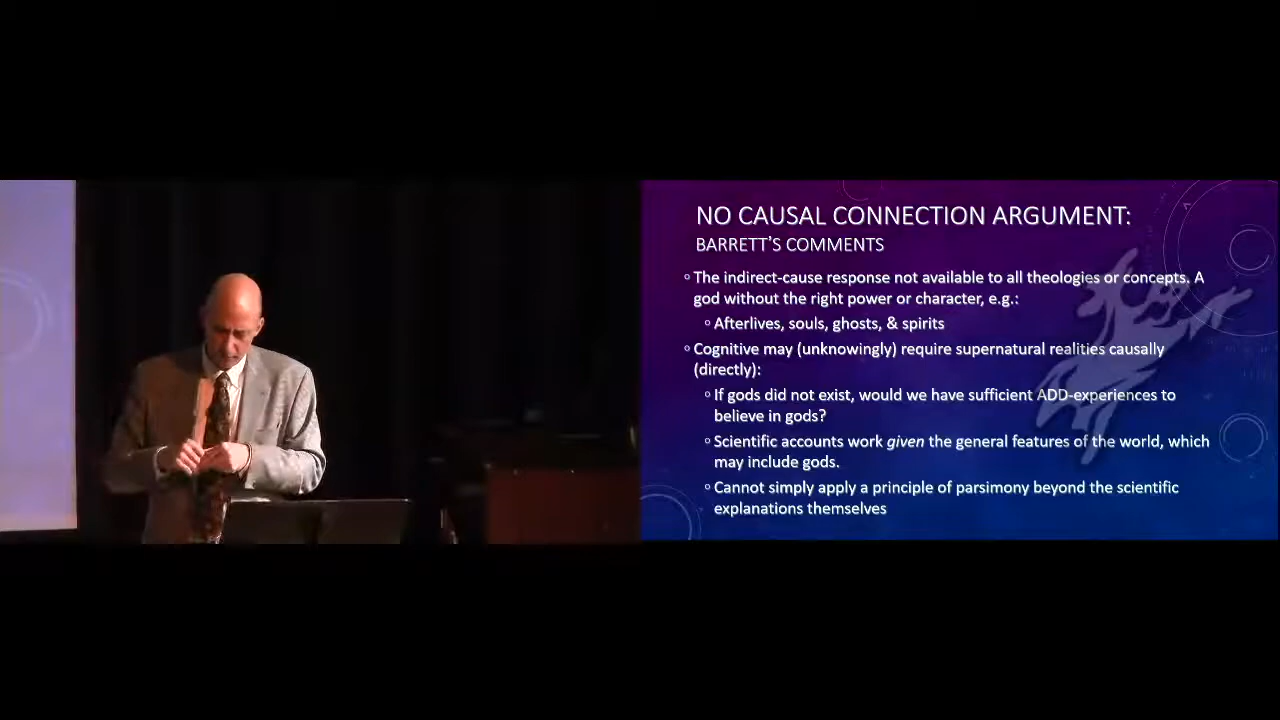 NO CAUSAL CONNECTION ARGUMENT:
BARRETT'S COMMENTS
The indirect-cause response not available to all theologies or concepts. A
god without the right power or character, e.g.:
Afterlives, souls, ghosts, & spirits
Cognitive may (unknowingly) require supernatural realities causally
(directly):
If gods did not exist, would we have sufficient ADD-experiences to
believe in gods?
Scientific accounts work given the general features of the world, which
may include gods.
Cannot simply apply a principle of parsimony beyond the scientific
explanations themselves